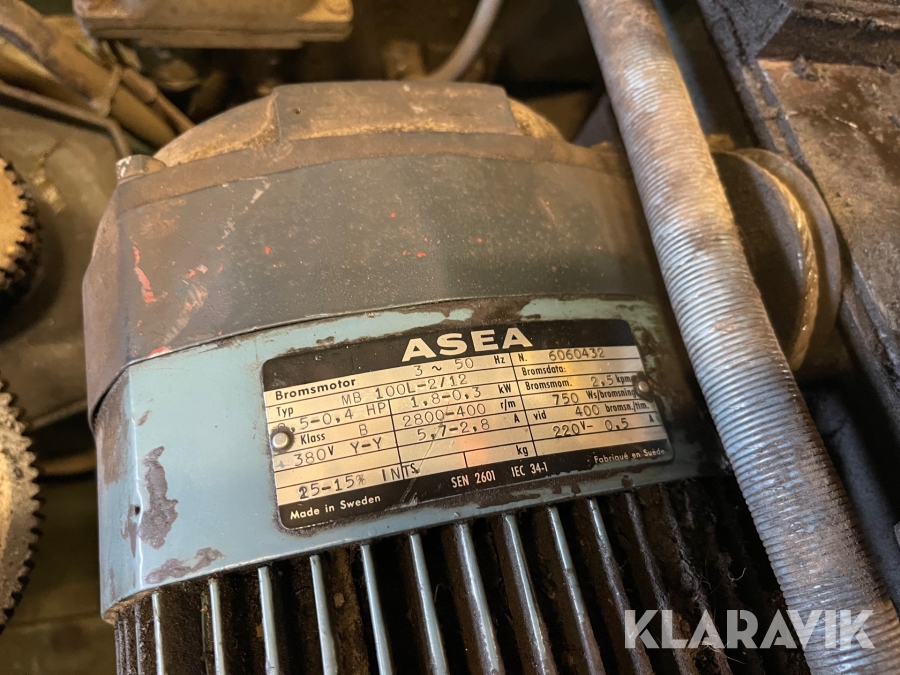 ASEA
Bromsmotor 3 ~ 50 Hz N. 6060432
Typ MB 100L-2/12 Bromsdata:
,5-0,4 HP 1,8-0,3 kW Bromsmom. 2,5 kpm
Klass B 2800-400 r/m 750 Ws/bromsning
380V Y-Y 5,7-2,8 A vid 400 bromsn./tim.
25-15% INTS. kg 220V- 0,5 A
Made in Sweden SEN 2601 IEC 34-1 Fabriqué en Suède
KLARAVIK